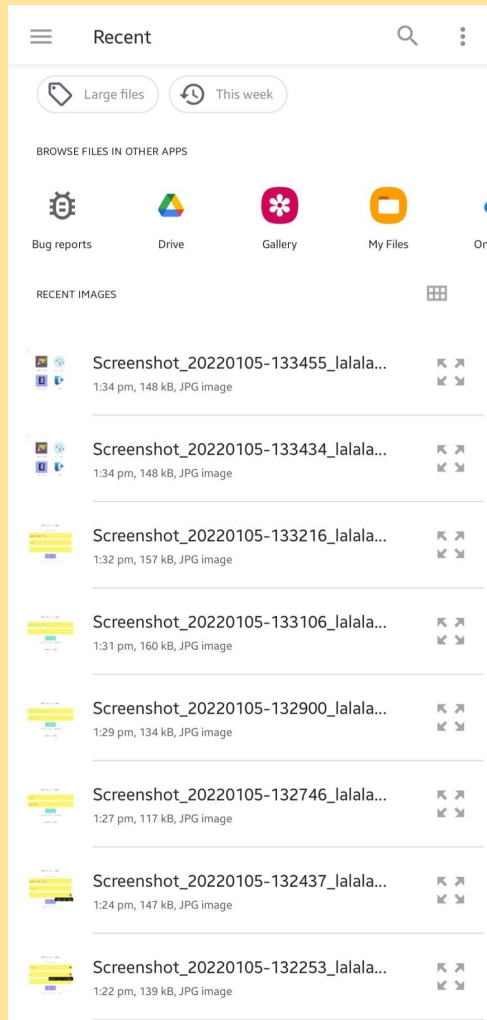 Recent
Large files
This week
BROWSE FILES IN OTHER APPS
Bug reports
Drive
Gallery
My Files
On
RECENT IMAGES
Screenshot_20220105-133455_lalala...
1:34 pm, 148 kB, JPG image
Screenshot_20220105-133434_lalala...
1:34 pm, 148 kB, JPG image
Screenshot_20220105-133216_lalala...
1:32 pm, 157 kB, JPG image
Screenshot_20220105-133106_lalala...
1:31 pm, 160 kB, JPG image
Screenshot_20220105-132900_lalala...
1:29 pm, 134 kB, JPG image
Screenshot_20220105-132746_lalala...
1:27 pm, 117 kB, JPG image
Screenshot_20220105-132437_lalala...
1:24 pm, 147 kB, JPG image
Screenshot_20220105-132253_lalala...
1:22 pm, 139 kB, JPG image